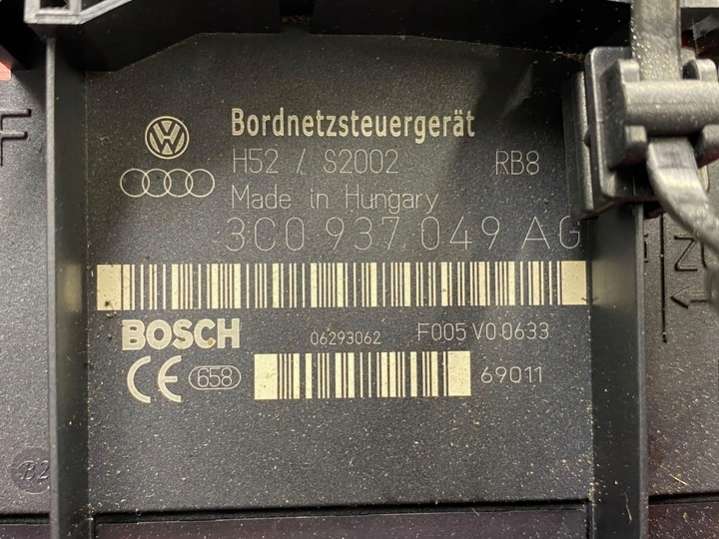 Bordnetzsteuergerät
H52 / S2002 RB8
Made in Hungary
3C0 937 049 AG
BOSCH 06293062 F005 V0 0633
CE 658 69011
F
B2